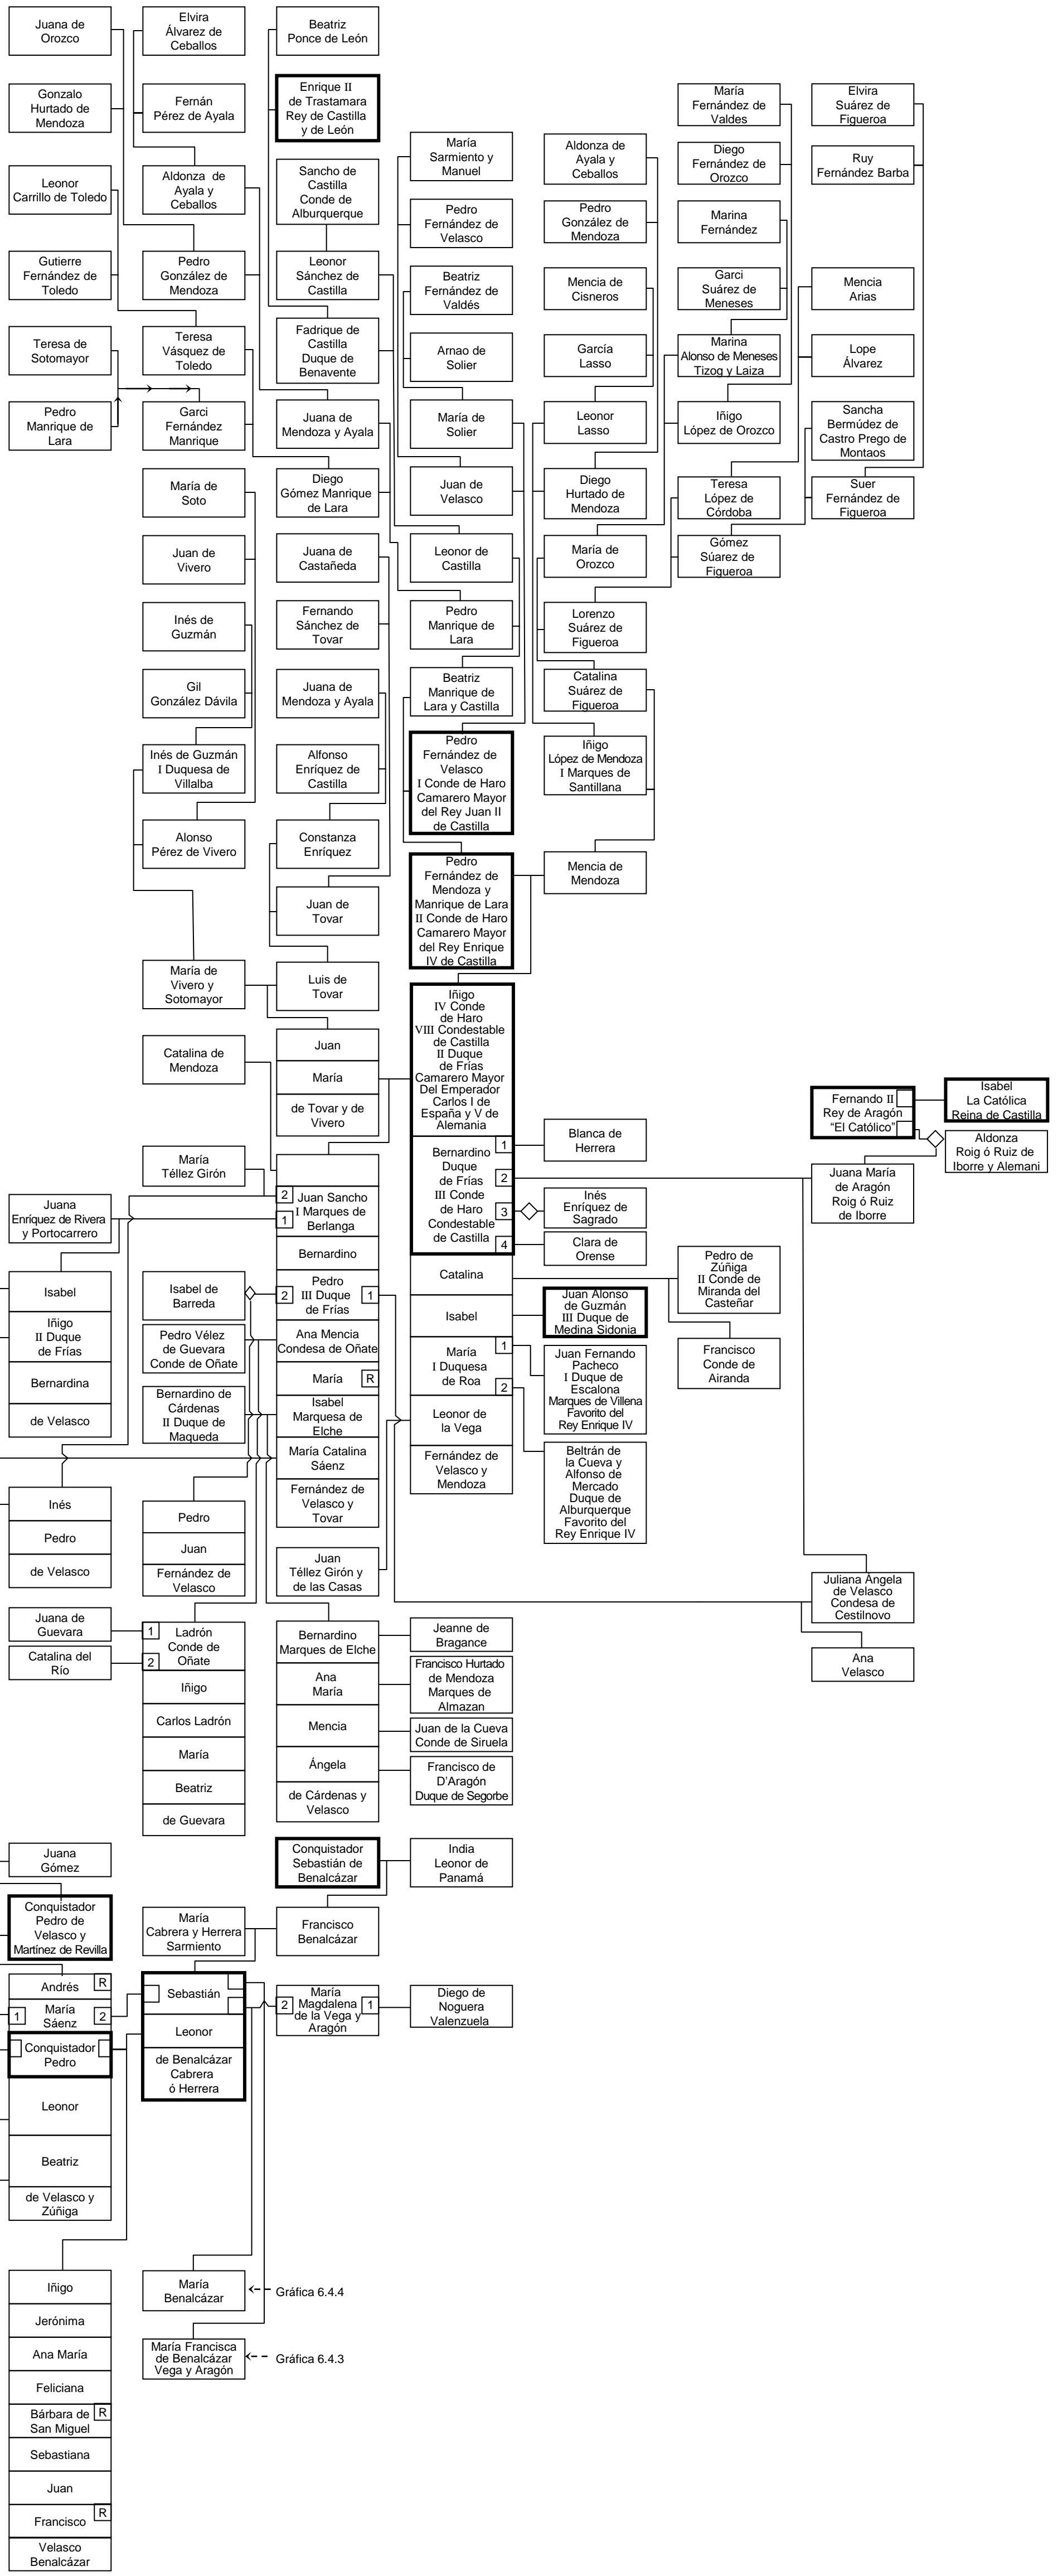 Juana de
Orozco
Elvira
Álvarez de
Ceballos
Beatriz
Ponce de León
Gonzalo
Hurtado de
Mendoza
Fernán
Pérez de Ayala
Enrique II
de Trastamara
Rey de Castilla
y de León
María
Fernández de
Valdes
Elvira
Suárez de
Figueroa
María
Sarmiento y
Manuel
Aldonza de
Ayala y
Ceballos
Diego
Fernández de
Orozco
Ruy
Fernández Barba
Leonor
Carrillo de Toledo
Aldonza de
Ayala y
Ceballos
Sancho de
Castilla
Conde de
Alburquerque
Pedro
Fernández de
Velasco
Pedro
González de
Mendoza
Marina
Fernández
Gutierre
Fernández de
Toledo
Pedro
González de
Mendoza
Leonor
Sánchez de
Castilla
Beatriz
Fernández de
Valdés
Mencia de
Cisneros
Garci
Suárez de
Meneses
Mencia
Arias
Teresa de
Sotomayor
Teresa
Vásquez de
Toledo
Fadrique de
Castilla
Duque de
Benavente
Arnao de
Solier
García
Lasso
Marina
Alonso de Meneses
Tizog y Laiza
Lope
Álvarez
Pedro
Manrique de
Lara
Garci
Fernández
Manrique
Juana de
Mendoza y Ayala
María de
Solier
Leonor
Lasso
Iñigo
López de Orozco
Sancha
Bermúdez de
Castro Prego de
Montaos
María de
Soto
Diego
Gómez Manrique
de Lara
Juan de
Velasco
Diego
Hurtado de
Mendoza
Teresa
López de
Córdoba
Suer
Fernández de
Figueroa
Juan de
Vivero
Juana de
Castañeda
Leonor de
Castilla
María de
Orozco
Gómez
Súarez de
Figueroa
Inés de
Guzmán
Fernando
Sánchez de
Tovar
Pedro
Manrique de
Lara
Lorenzo
Suárez de
Figueroa
Gil
González Dávila
Juana de
Mendoza y Ayala
Beatriz
Manrique de
Lara y Castilla
Catalina
Suárez de
Figueroa
Inés de Guzmán
I Duquesa de
Villalba
Alfonso
Enríquez de
Castilla
Pedro
Fernández de
Velasco
I Conde de Haro
Camarero Mayor
del Rey Juan II
de Castilla
Iñigo
López de Mendoza
I Marques de
Santillana
Alonso
Pérez de Vivero
Constanza
Enríquez
Pedro
Fernández de
Mendoza y
Manrique de Lara
II Conde de Haro
Camarero Mayor
del Rey Enrique
IV de Castilla
Mencia de
Mendoza
Juan de
Tovar
María de
Vivero y
Sotomayor
Luis de
Tovar
Catalina de
Mendoza
Juan
María
de Tovar y de
Vivero
Iñigo
IV Conde
de Haro
VIII Condestable
de Castilla
II Duque
de Frías
Camarero Mayor
Del Emperador
Carlos I de
España y V de
Alemania
Fernando II
Rey de Aragón
“El Católico”
Isabel
La Católica
Reina de Castilla
Aldonza
Roig ó Ruiz de
Iborre y Alemani
María
Téllez Girón
Bernardino
Duque
de Frías
III Conde
de Haro
Condestable
de Castilla
1
2
3
4
Blanca de
Herrera
Juana María
de Aragón
Roig ó Ruiz
de Iborre
Inés
Enríquez de
Sagrado
Clara de
Orense
Juana
Enríquez de Rivera
y Portocarrero
2
1
Juan Sancho
I Marques de
Berlanga
Bernardino
Catalina
Pedro de
Zúñiga
II Conde de
Miranda del
Casteñar
Isabel
Iñigo
II Duque
de Frías
Bernardina
de Velasco
Isabel de
Barreda
2
Pedro
III Duque
de Frías
1
Isabel
Juan Alonso
de Guzmán
III Duque de
Medina Sidonia
Pedro Vélez
de Guevara
Conde de Oñate
Ana Mencia
Condesa de Oñate
María
I Duquesa
de Roa
1
2
Juan Fernando
Pacheco
I Duque de
Escalona
Marques de Villena
Favorito del
Rey Enrique IV
Francisco
Conde de
Airanda
María
R
Bernardino de
Cárdenas
II Duque de
Maqueda
Isabel
Marquesa de
Elche
Leonor de
la Vega
María Catalina
Sáenz
Fernández de
Velasco y
Mendoza
Beltrán de
la Cueva y
Alfonso de
Mercado
Duque de
Alburquerque
Favorito del
Rey Enrique IV
Fernández de
Velasco y
Tovar
Inés
Pedro
de Velasco
Pedro
Juan
Fernández de
Velasco
Juan
Téllez Girón y
de las Casas
Juliana Ángela
de Velasco
Condesa de
Cestilnovo
Juana de
Guevara
Catalina del
Río
1
2
Ladrón
Conde de
Oñate
Iñigo
Carlos Ladrón
María
Beatriz
de Guevara
Bernardino
Marques de Elche
Ana
María
Mencia
Ángela
de Cárdenas y
Velasco
Jeanne de
Bragance
Francisco Hurtado
de Mendoza
Marques de
Almazan
Juan de la Cueva
Conde de Siruela
Francisco de
D'Aragón
Duque de Segorbe
Ana
Velasco
Juana
Gómez
Conquistador
Sebastián de
Benalcázar
India
Leonor de
Panamá
Conquistador
Pedro de
Velasco y
Martínez de Revilla
María
Cabrera y Herrera
Sarmiento
Francisco
Benalcázar
Andrés
R
1
María
Sáenz
2
Conquistador
Pedro
Leonor
Beatriz
de Velasco y
Zúñiga
Sebastián
Leonor
de Benalcázar
Cabrera
ó Herrera
2
María
Magdalena
de la Vega y
Aragón
1
Diego de
Noguera
Valenzuela
Iñigo
Jerónima
Ana María
Feliciana
Bárbara de
San Miguel
R
Sebastiana
Juan
Francisco
R
Velasco
Benalcázar
María
Benalcázar
Gráfica 6.4.4
María Francisca
de Benalcázar
Vega y Aragón
Gráfica 6.4.3